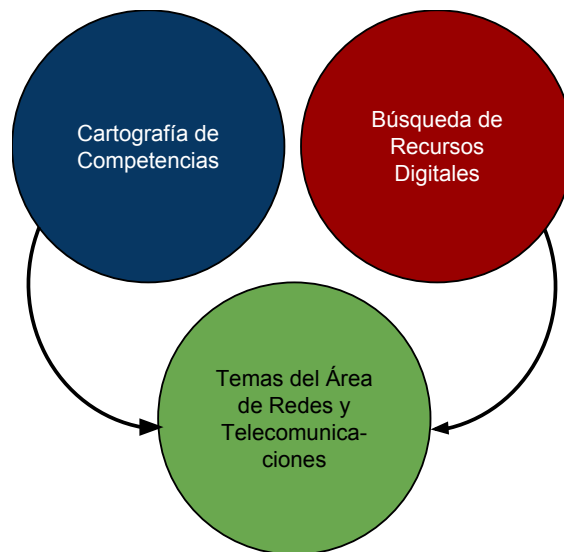 Cartografía de
Competencias
Búsqueda de
Recursos
Digitales
Temas del Área
de Redes y
Telecomunica-
ciones